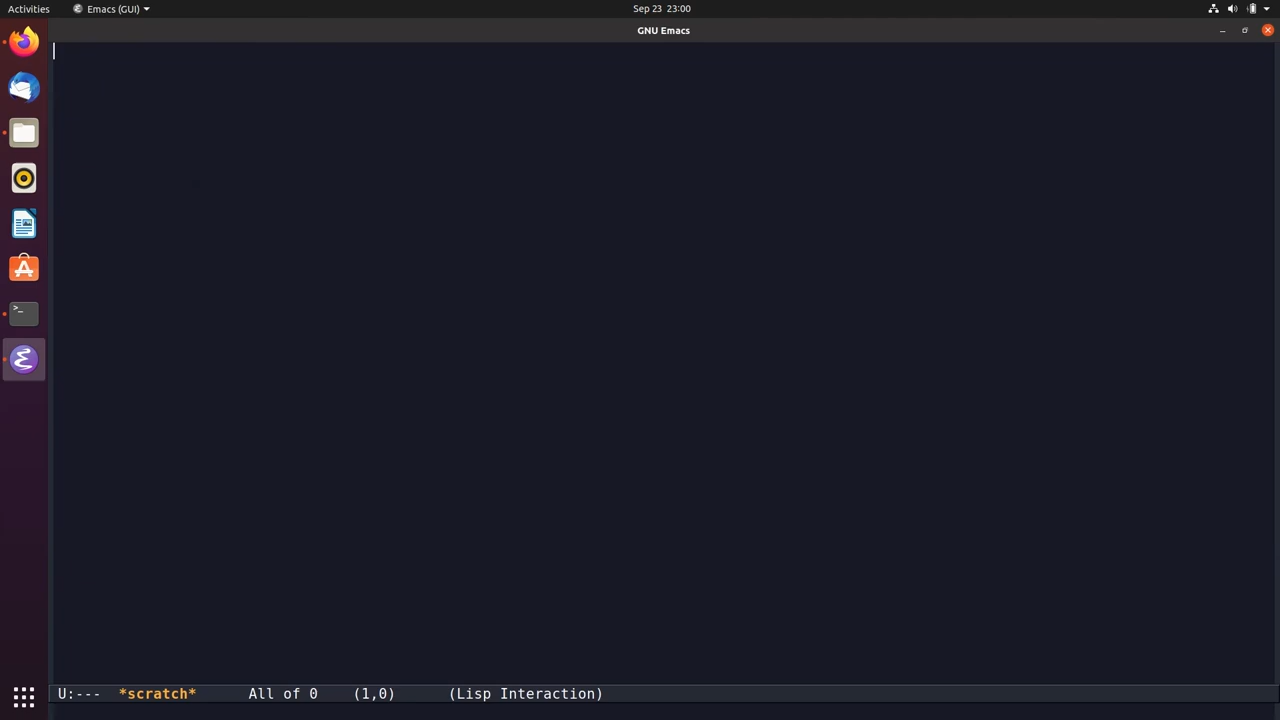 Activities Emacs (GUI) Sep 23 23:00
GNU Emacs
U:--- *scratch* All of 0 (1,0) (Lisp Interaction)